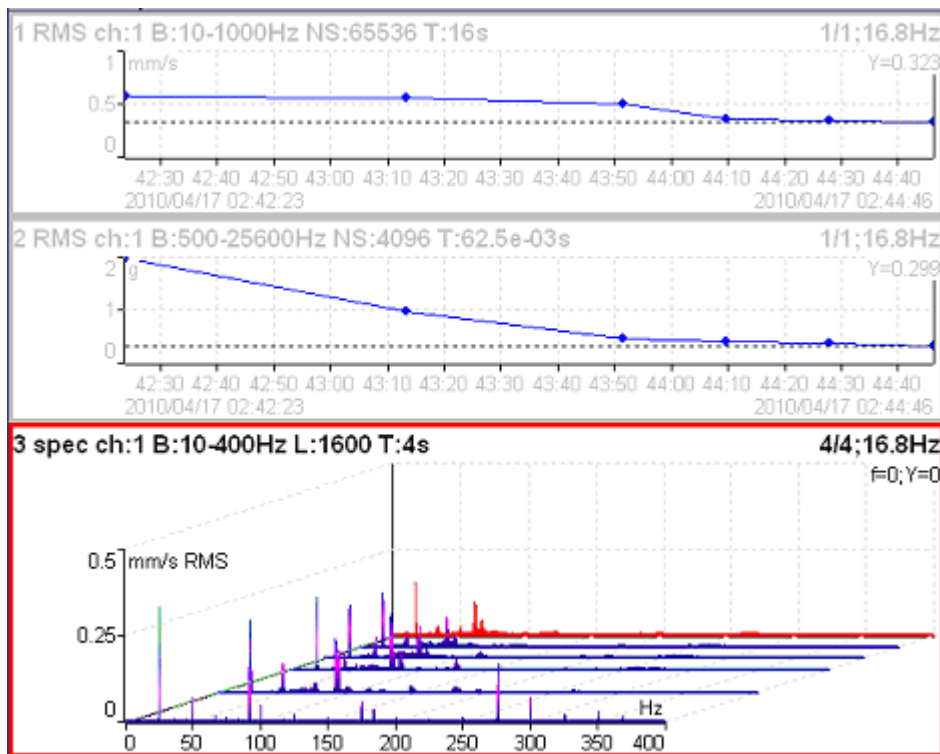 1 RMS ch:1 B:10-1000Hz NS:65536 T:16s 1/1;16.8Hz
1 mm/s Y=0.323
0.5
0
42:30 42:40 42:50 43:00 43:10 43:20 43:30 43:40 43:50 44:00 44:10 44:20 44:30 44:40
2010/04/17 02:42:23 2010/04/17 02:44:46
2 RMS ch:1 B:500-25600Hz NS:4096 T:62.5e-03s 1/1;16.8Hz
2 g Y=0.299
1
0
42:30 42:40 42:50 43:00 43:10 43:20 43:30 43:40 43:50 44:00 44:10 44:20 44:30 44:40
2010/04/17 02:42:23 2010/04/17 02:44:46
3 spec ch:1 B:10-400Hz L:1600 T:4s 4/4;16.8Hz
f=0;Y=0
0.5 mm/s RMS
0.25
0 Hz
0 50 100 150 200 250 300 350 400